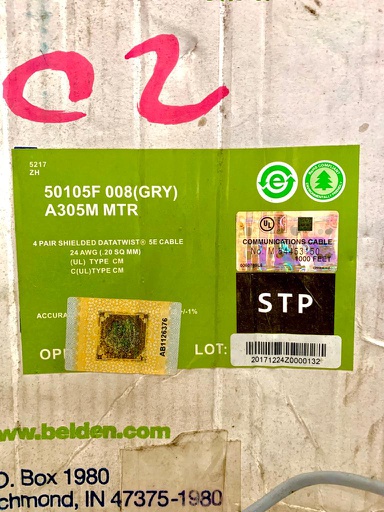 02
5217
ZH
50105F 008(GRY)
A305M MTR
4 PAIR SHIELDED DATATWIST® 5E CABLE
24 AWG (.20 SQ MM)
(UL) TYPE CM
C(UL)TYPE CM
UL
COMMUNICATIONS CABLE
1000 FEET
STP
-1%
AB1126376
LOT:
20171224Z0000132
www.belden.com
O. Box 1980
chmond, IN 47375-1980